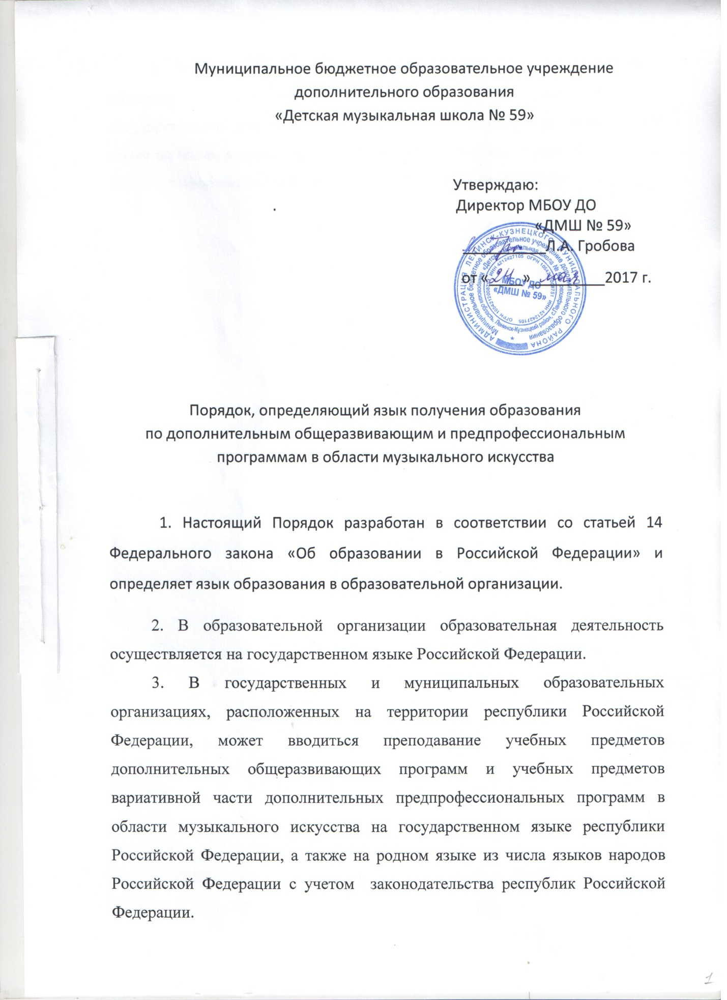 Муниципальное бюджетное образовательное учреждение
дополнительного образования
«Детская музыкальная школа № 59»
Утверждаю:
Директор МБОУ ДО
«ДМШ № 59»
Л.А. Гробова
от «24» мая 2017 г.
АДМИНИСТРАЦИЯ ЛЕНИНСК-КУЗНЕЦКОГО МУНИЦИПАЛЬНОГО РАЙОНА
Муниципальное бюджетное образовательное учреждение дополнительного образования
«Детская музыкальная школа №
область, Ленинск-Кузнецкий район,
ИНН 4212427105 ОГРН
ИНН 4212427105 ОГРН
МБОУ ДО
«ДМШ № 59»
Порядок, определяющий язык получения образования
по дополнительным общеразвивающим и предпрофессиональным
программам в области музыкального искусства
1. Настоящий Порядок разработан в соответствии со статьей 14
Федерального закона «Об образовании в Российской Федерации» и
определяет язык образования в образовательной организации.
2. В образовательной организации образовательная деятельность
осуществляется на государственном языке Российской Федерации.
3. В государственных и муниципальных образовательных
организациях, расположенных на территории республики Российской
Федерации, может вводиться преподавание учебных предметов
дополнительных общеразвивающих программ и учебных предметов
вариативной части дополнительных предпрофессиональных программ в
области музыкального искусства на государственном языке республики
Российской Федерации, а также на родном языке из числа языков народов
Российской Федерации с учетом законодательства республик Российской
Федерации.
1